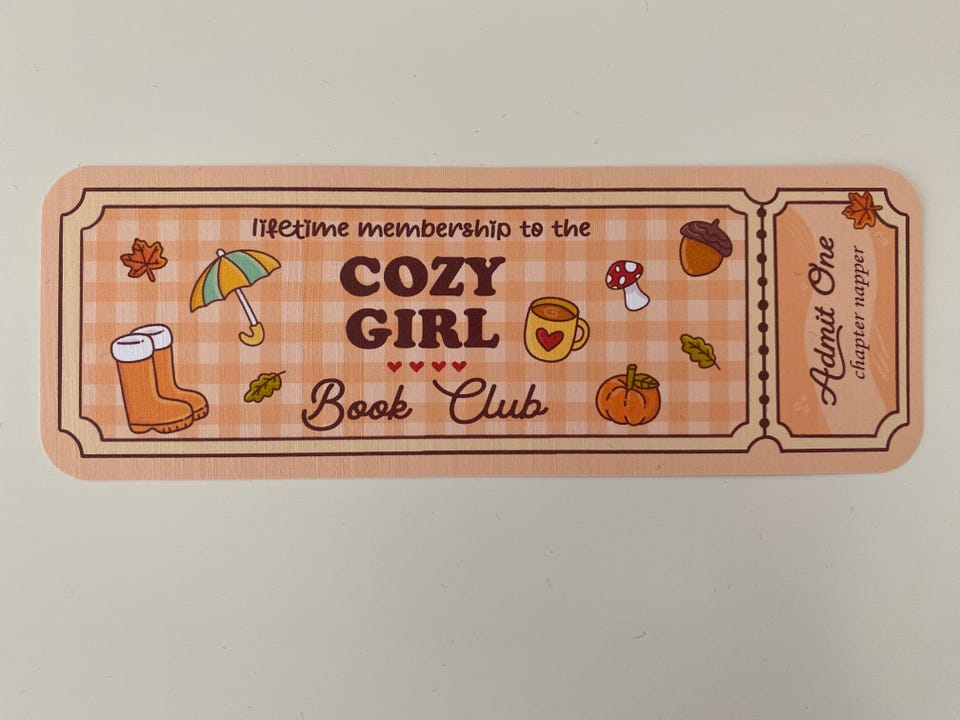 lifetime membership to the
COZY
GIRL
Book Club
Admit One
chapter napper